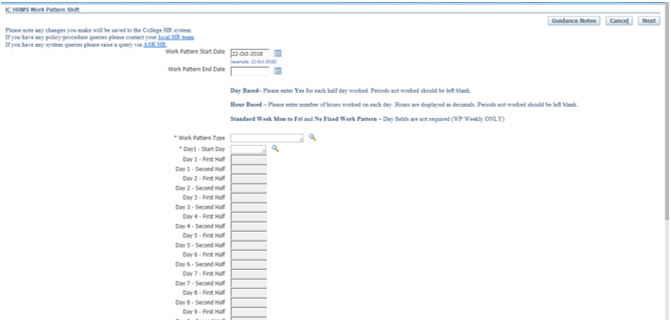 IC HRMS Work Pattern Shift
Guidance Notes Cancel Next
Please note any changes you make will be saved to the College HR system.
If you have any policy/procedure queries please contact your local HR team.
If you have any system queries please raise a query via ASK HR.
Work Pattern Start Date 22-Oct-2018
(example: 22-Oct-2018)
Work Pattern End Date
Day Based– Please enter Yes for each half day worked. Periods not worked should be left blank.
Hour Based – Please enter number of hours worked on each day. Hours are displayed in decimals. Periods not worked should be left blank.
Standard Week Mon to Fri and No Fixed Work Pattern – Day fields are not required (WP Weekly ONLY)
* Work Pattern Type
* Day1 - Start Day
Day 1 - First Half
Day 1 - Second Half
Day 2 - First Half
Day 2 - Second Half
Day 3 - First Half
Day 3 - Second Half
Day 4 - First Half
Day 4 - Second Half
Day 5 - First Half
Day 5 - Second Half
Day 6 - First Half
Day 6 - Second Half
Day 7 - First Half
Day 7 - Second Half
Day 8 - First Half
Day 8 - Second Half
Day 9 - First Half